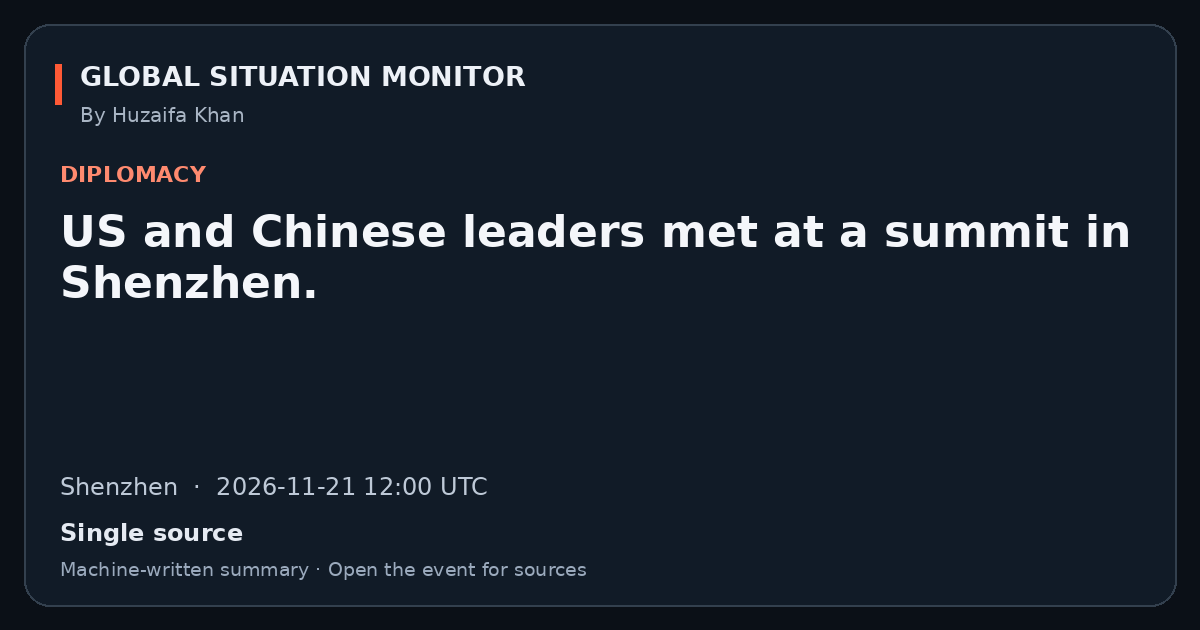 GLOBAL SITUATION MONITOR
By Huzaifa Khan
DIPLOMACY
US and Chinese leaders met at a summit in
Shenzhen.
Shenzhen · 2026-11-21 12:00 UTC
Single source
Machine-written summary · Open the event for sources